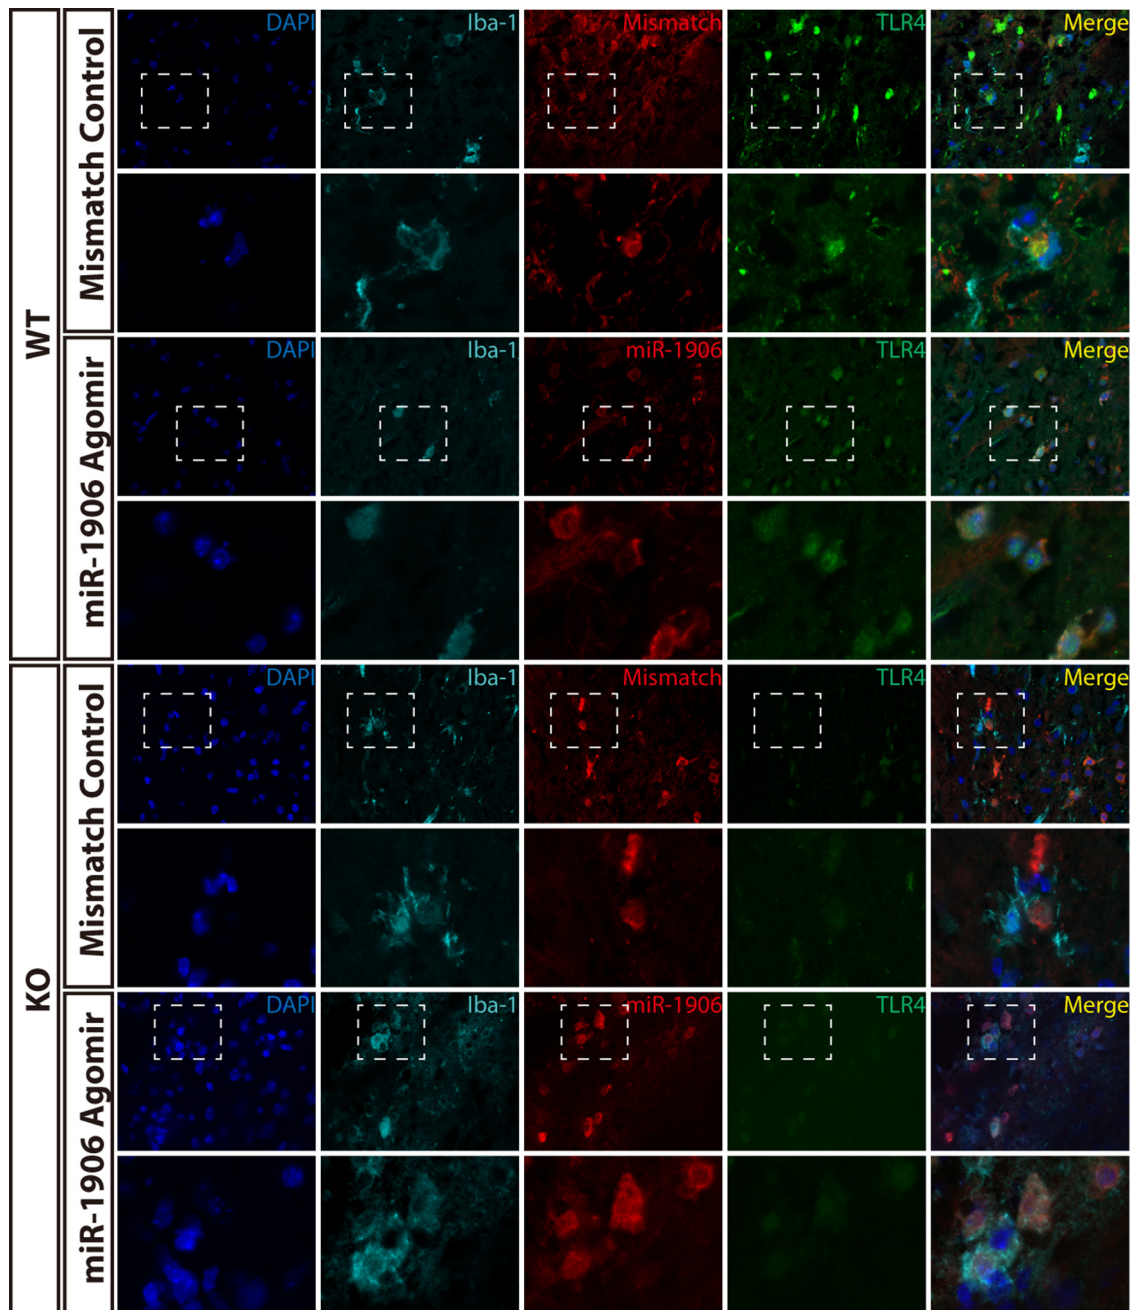 WT
Mismatch Control
DAPI Iba-1 Mismatch TLR4 Merge
miR-1906 Agomir
DAPI Iba-1 miR-1906 TLR4 Merge
KO
Mismatch Control
DAPI Iba-1 Mismatch TLR4 Merge
miR-1906 Agomir
DAPI Iba-1 miR-1906 TLR4 Merge